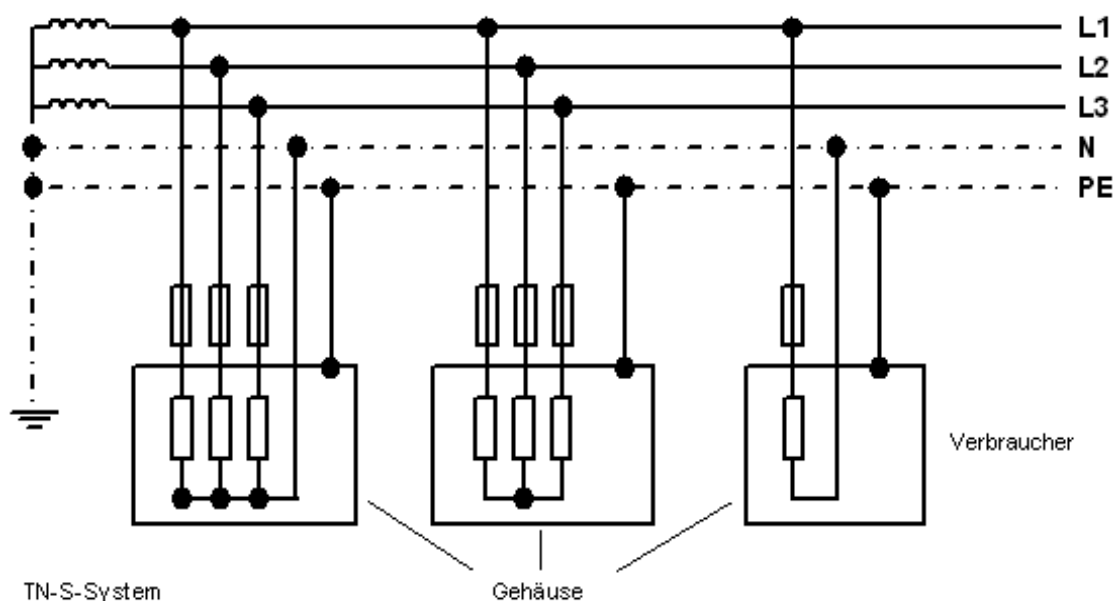 L1
L2
L3
N
PE
Verbraucher
TN-S-System
Gehäuse